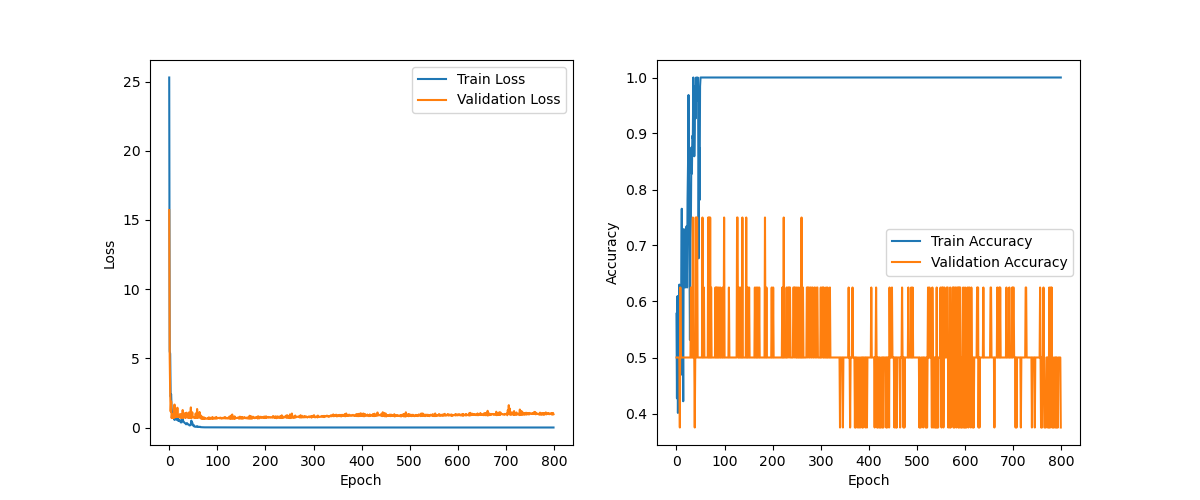 25
20
15
10
5
0
Loss
Train Loss
Validation Loss
0 100 200 300 400 500 600 700 800
Epoch
1.0
0.9
0.8
0.7
0.6
0.5
0.4
Accuracy
Train Accuracy
Validation Accuracy
0 100 200 300 400 500 600 700 800
Epoch